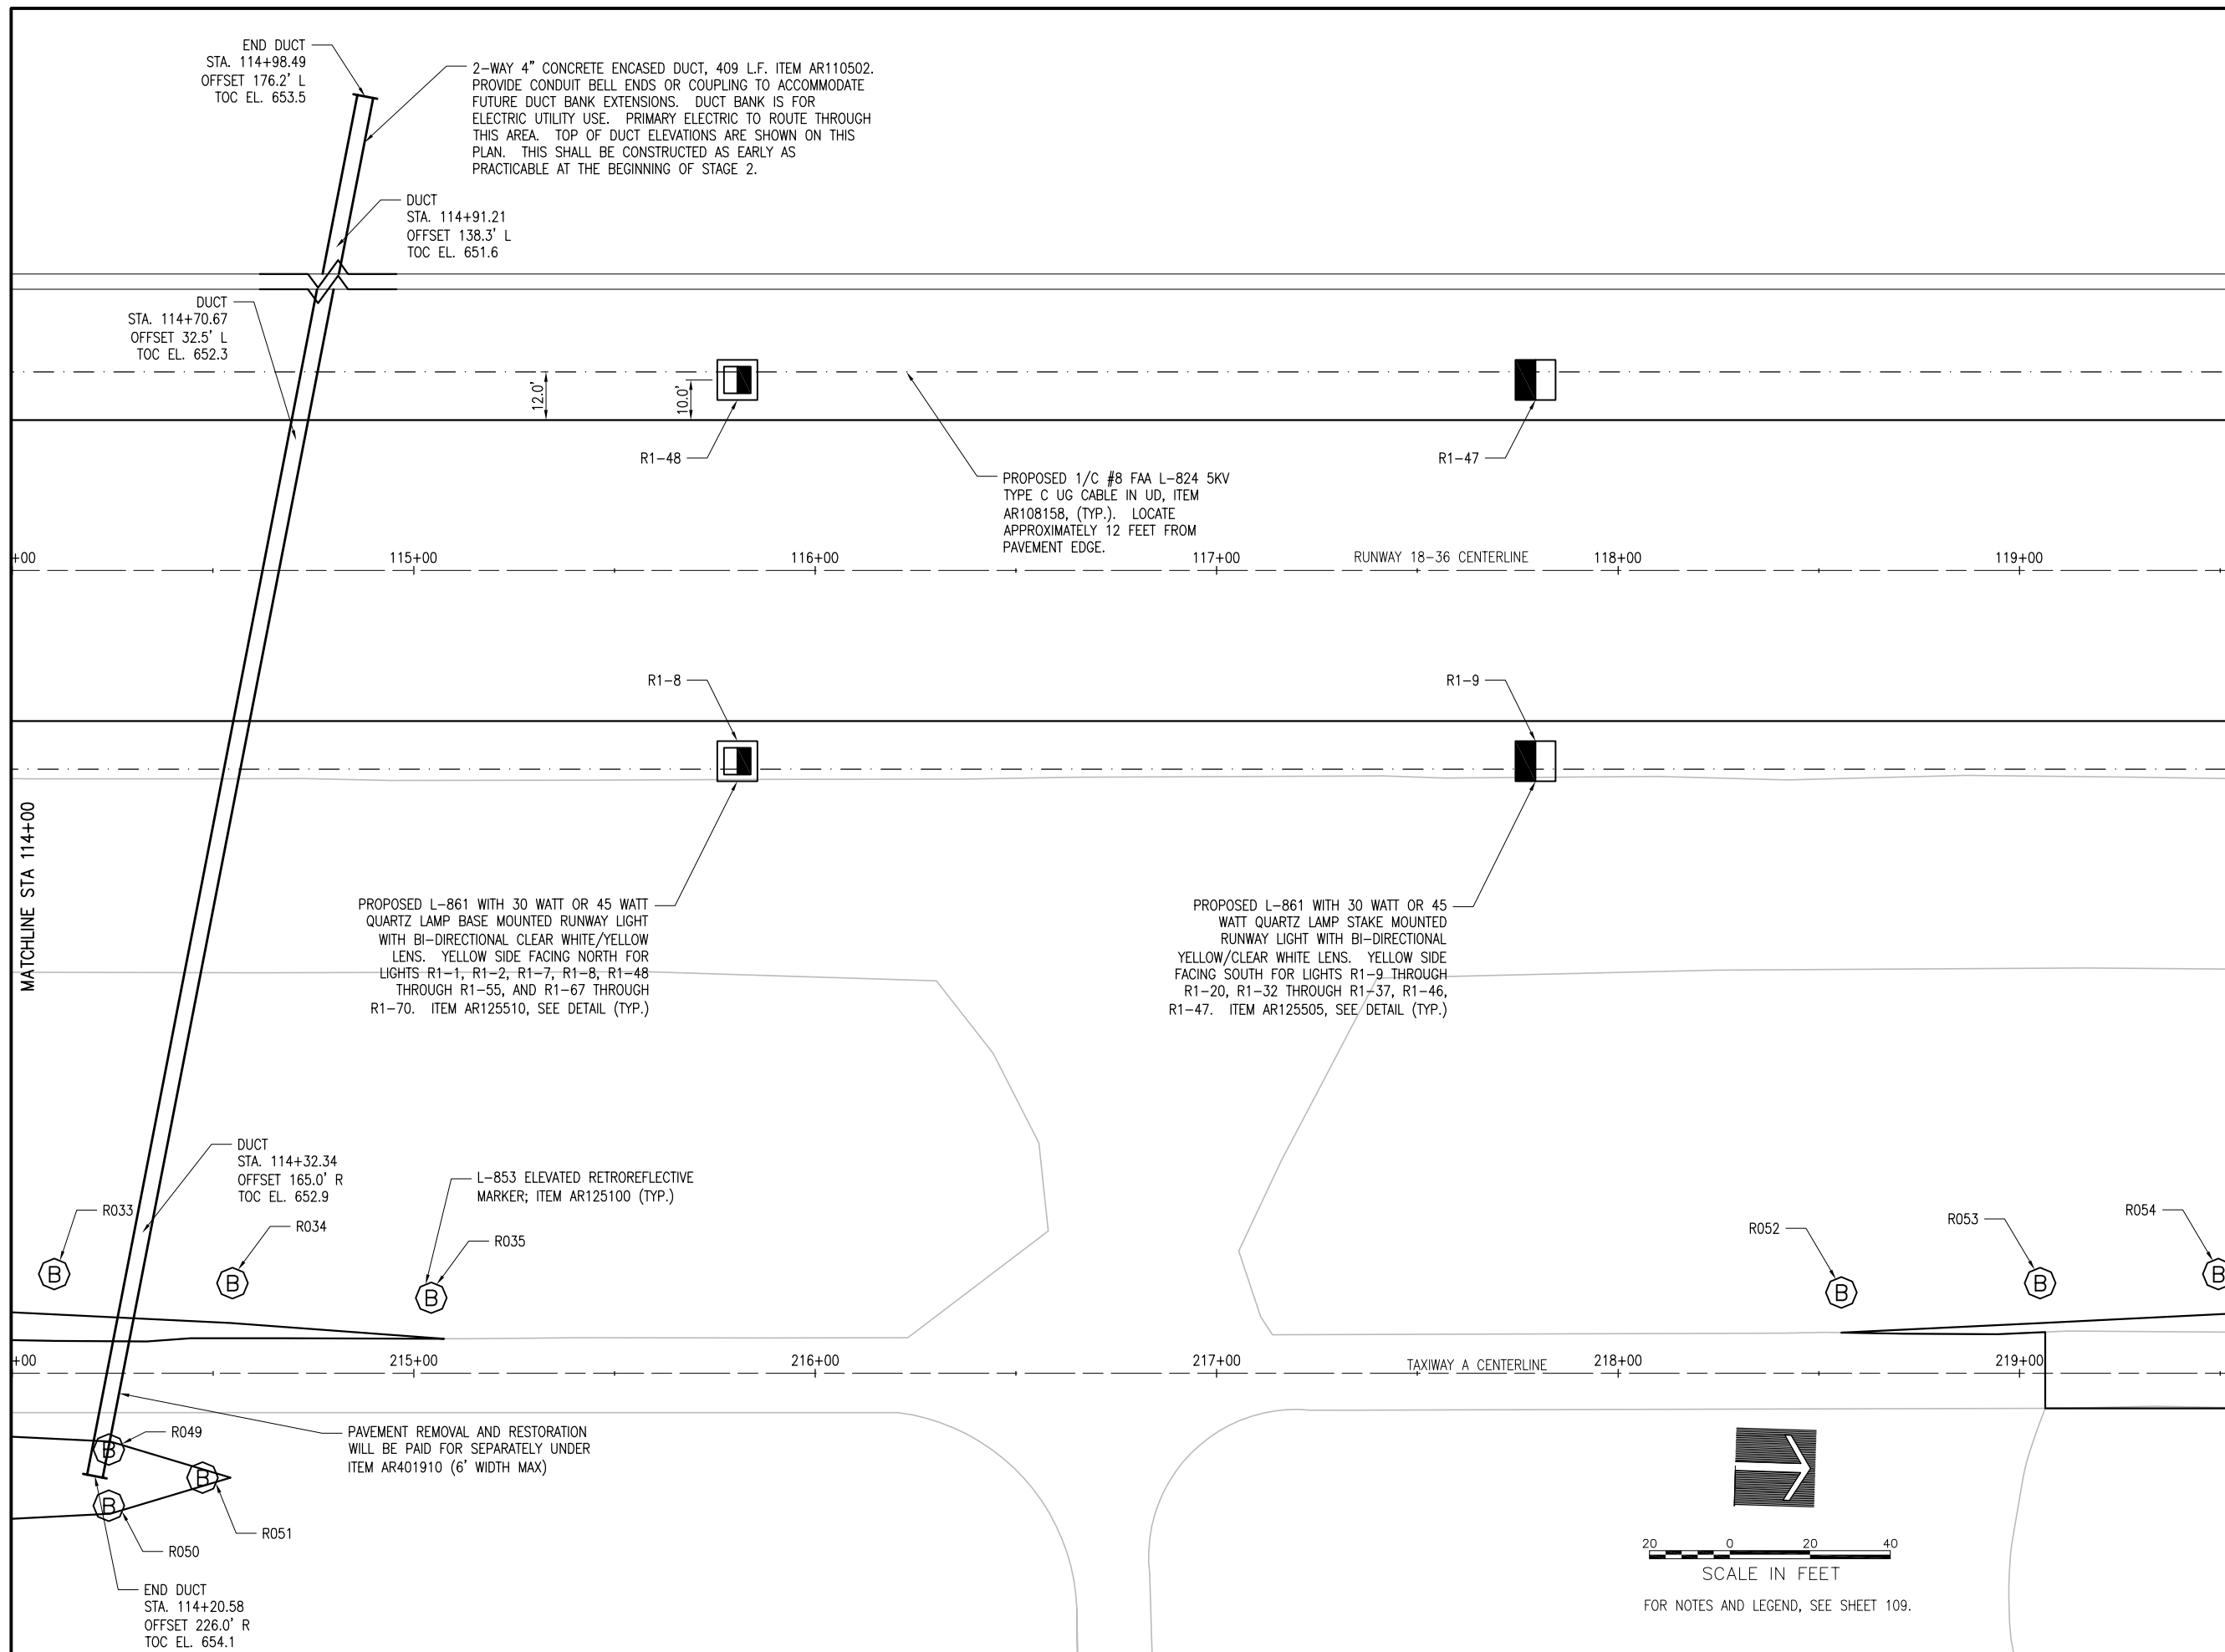 END DUCT
STA. 114+98.49
OFFSET 176.2' L
TOC EL. 653.5
2-WAY 4" CONCRETE ENCASED DUCT, 409 L.F. ITEM AR110502.
PROVIDE CONDUIT BELL ENDS OR COUPLING TO ACCOMMODATE
FUTURE DUCT BANK EXTENSIONS. DUCT BANK IS FOR
ELECTRIC UTILITY USE. PRIMARY ELECTRIC TO ROUTE THROUGH
THIS AREA. TOP OF DUCT ELEVATIONS ARE SHOWN ON THIS
PLAN. THIS SHALL BE CONSTRUCTED AS EARLY AS
PRACTICABLE AT THE BEGINNING OF STAGE 2.
DUCT
STA. 114+91.21
OFFSET 138.3' L
TOC EL. 651.6
DUCT
STA. 114+70.67
OFFSET 32.5' L
TOC EL. 652.3
12.0'
10.0'
R1-48
R1-47
PROPOSED 1/C #8 FAA L-824 5KV
TYPE C UG CABLE IN UD, ITEM
AR108158, (TYP.). LOCATE
APPROXIMATELY 12 FEET FROM
PAVEMENT EDGE.
+00
115+00
116+00
117+00
RUNWAY 18-36 CENTERLINE
118+00
119+00
R1-8
R1-9
MATCHLINE STA 114+00
PROPOSED L-861 WITH 30 WATT OR 45 WATT
QUARTZ LAMP BASE MOUNTED RUNWAY LIGHT
WITH BI-DIRECTIONAL CLEAR WHITE/YELLOW
LENS. YELLOW SIDE FACING NORTH FOR
LIGHTS R1-1, R1-2, R1-7, R1-8, R1-48
THROUGH R1-55, AND R1-67 THROUGH
R1-70. ITEM AR125510, SEE DETAIL (TYP.)
PROPOSED L-861 WITH 30 WATT OR 45
WATT QUARTZ LAMP STAKE MOUNTED
RUNWAY LIGHT WITH BI-DIRECTIONAL
YELLOW/CLEAR WHITE LENS. YELLOW SIDE
FACING SOUTH FOR LIGHTS R1-9 THROUGH
R1-20, R1-32 THROUGH R1-37, R1-46,
R1-47. ITEM AR125505, SEE DETAIL (TYP.)
DUCT
STA. 114+32.34
OFFSET 165.0' R
TOC EL. 652.9
L-853 ELEVATED RETROREFLECTIVE
MARKER; ITEM AR125100 (TYP.)
R033
R034
R035
R052
R053
R054
B
B
B
B
B
B
+00
215+00
216+00
217+00
TAXIWAY A CENTERLINE
218+00
219+00
PAVEMENT REMOVAL AND RESTORATION
WILL BE PAID FOR SEPARATELY UNDER
ITEM AR401910 (6' WIDTH MAX)
R049
B
B
B
R051
R050
END DUCT
STA. 114+20.58
OFFSET 226.0' R
TOC EL. 654.1
20 0 20 40
SCALE IN FEET
FOR NOTES AND LEGEND, SEE SHEET 109.